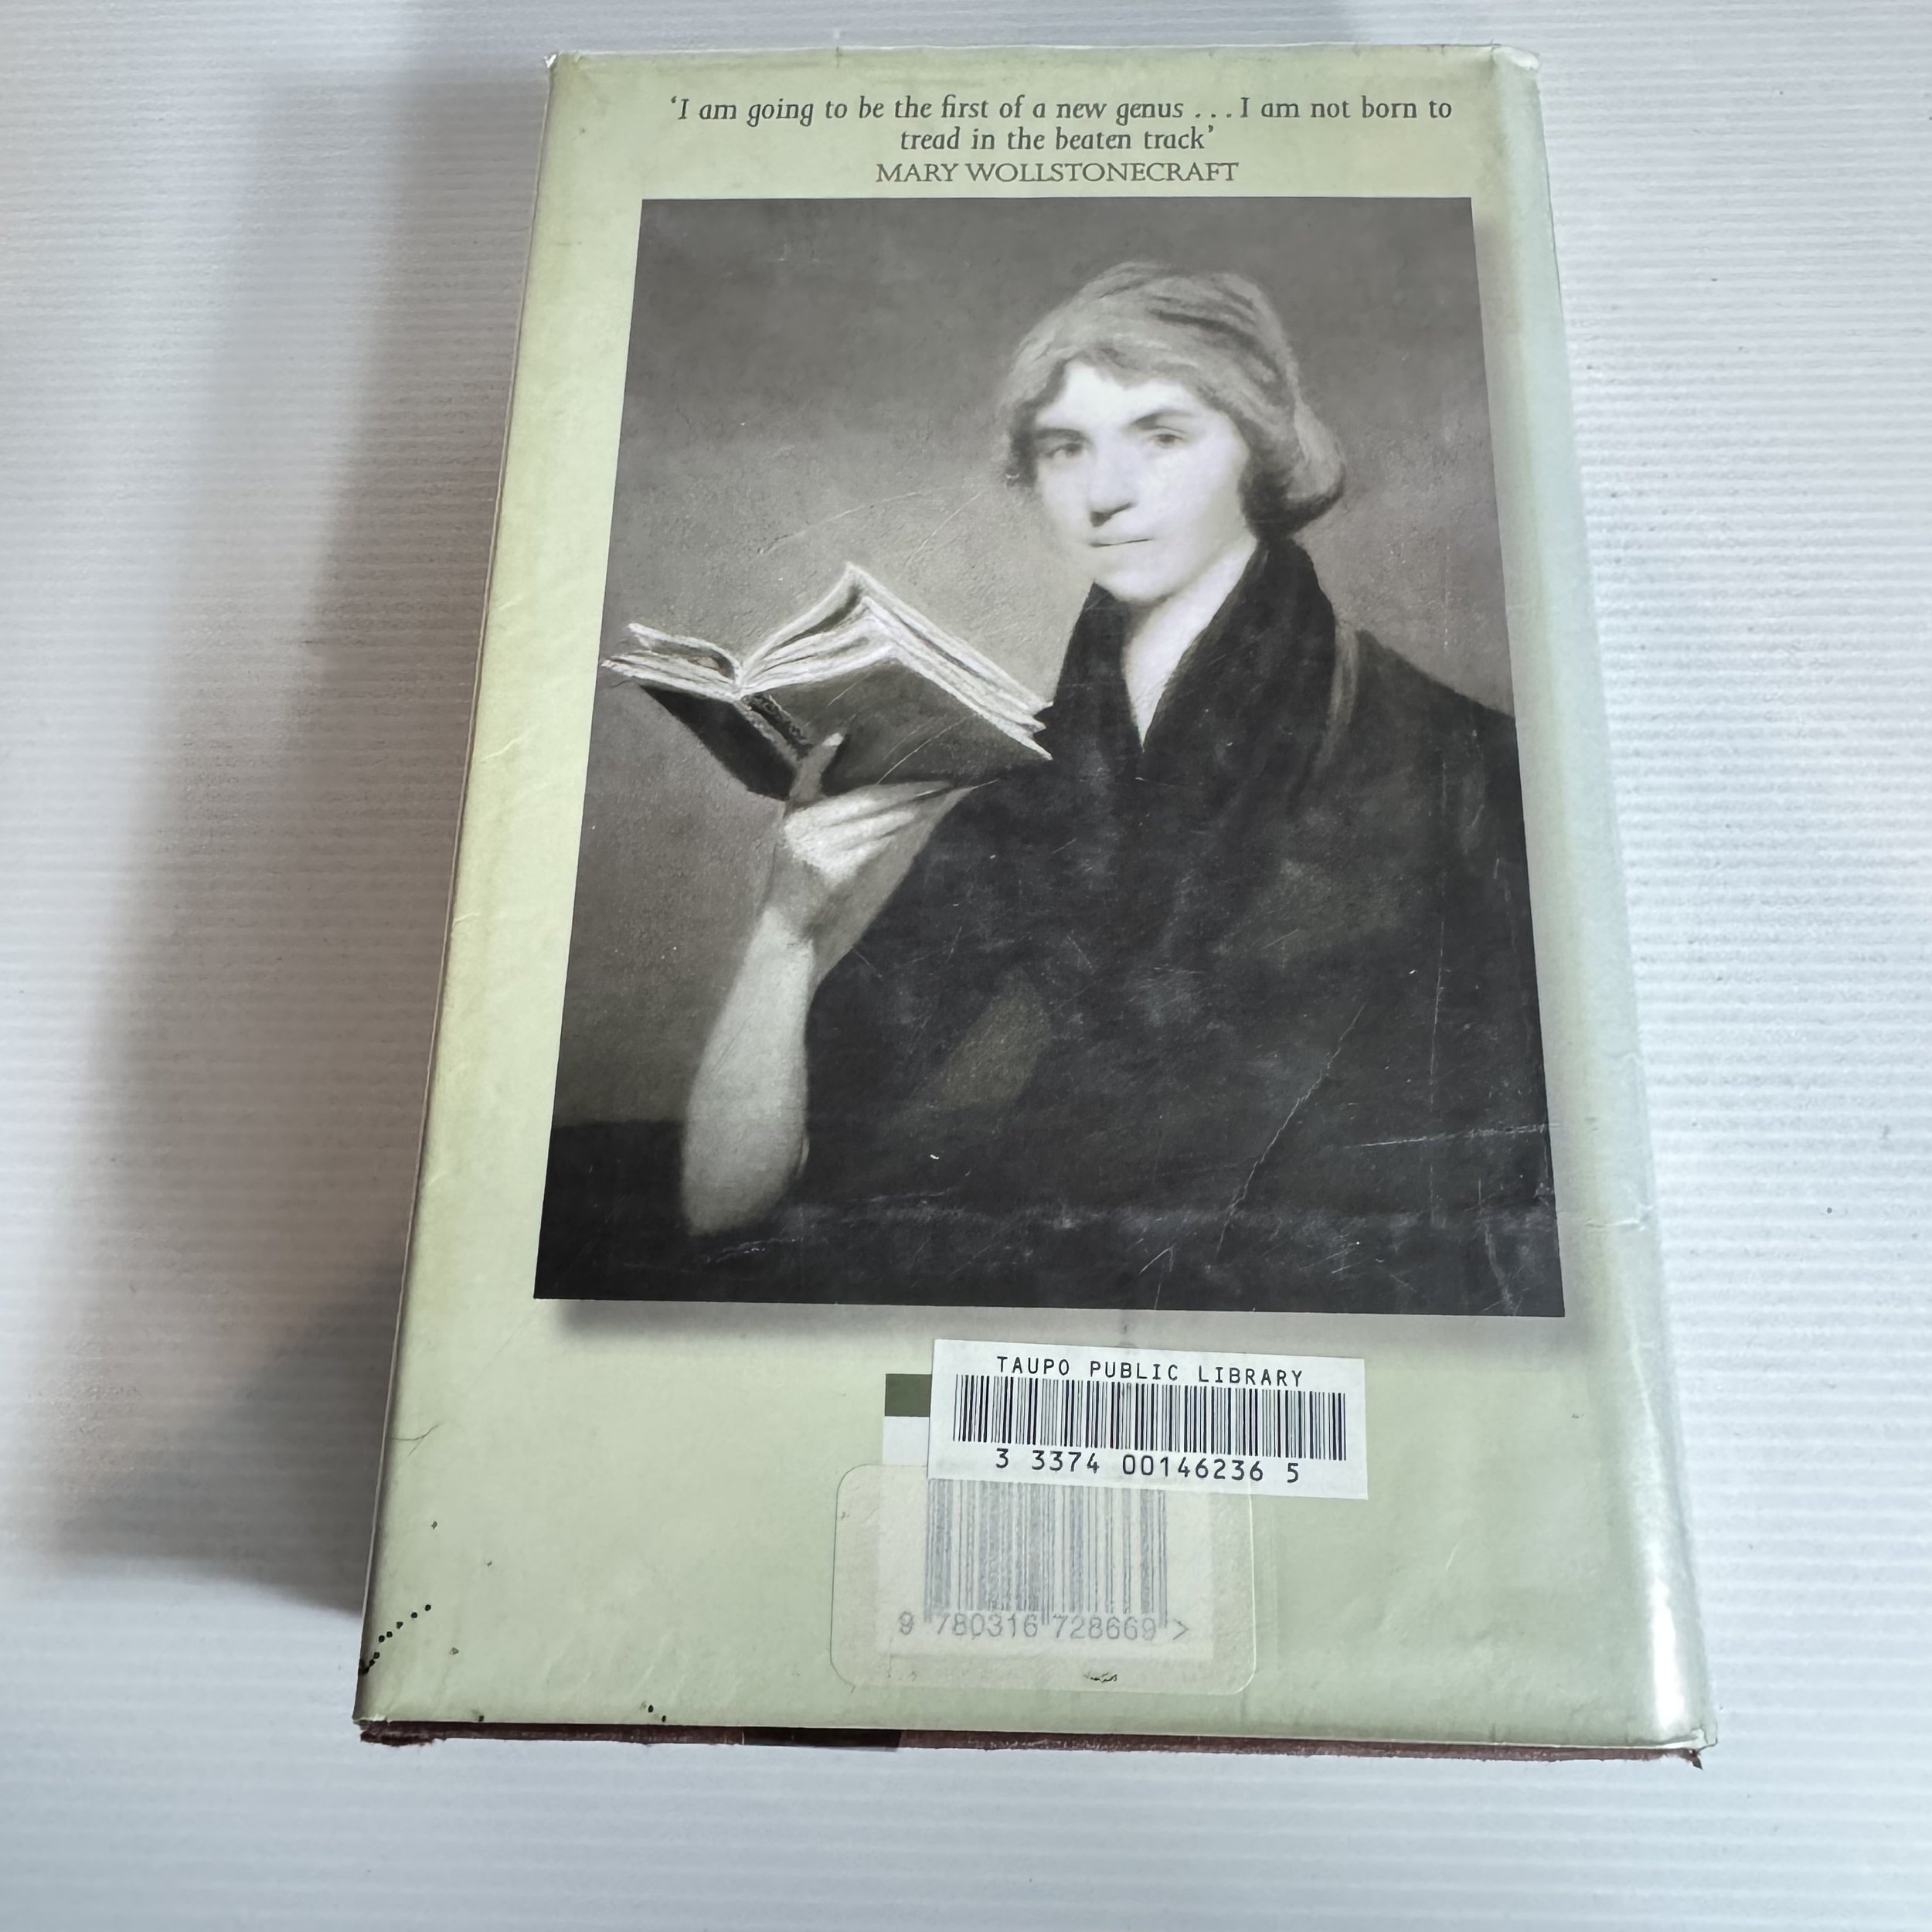 ‘I am going to be the first of a new genus . . . I am not born to
tread in the beaten track’
MARY WOLLSTONECRAFT
TAUPO PUBLIC LIBRARY
3 3374 00146236 5
9 780316 728669 >